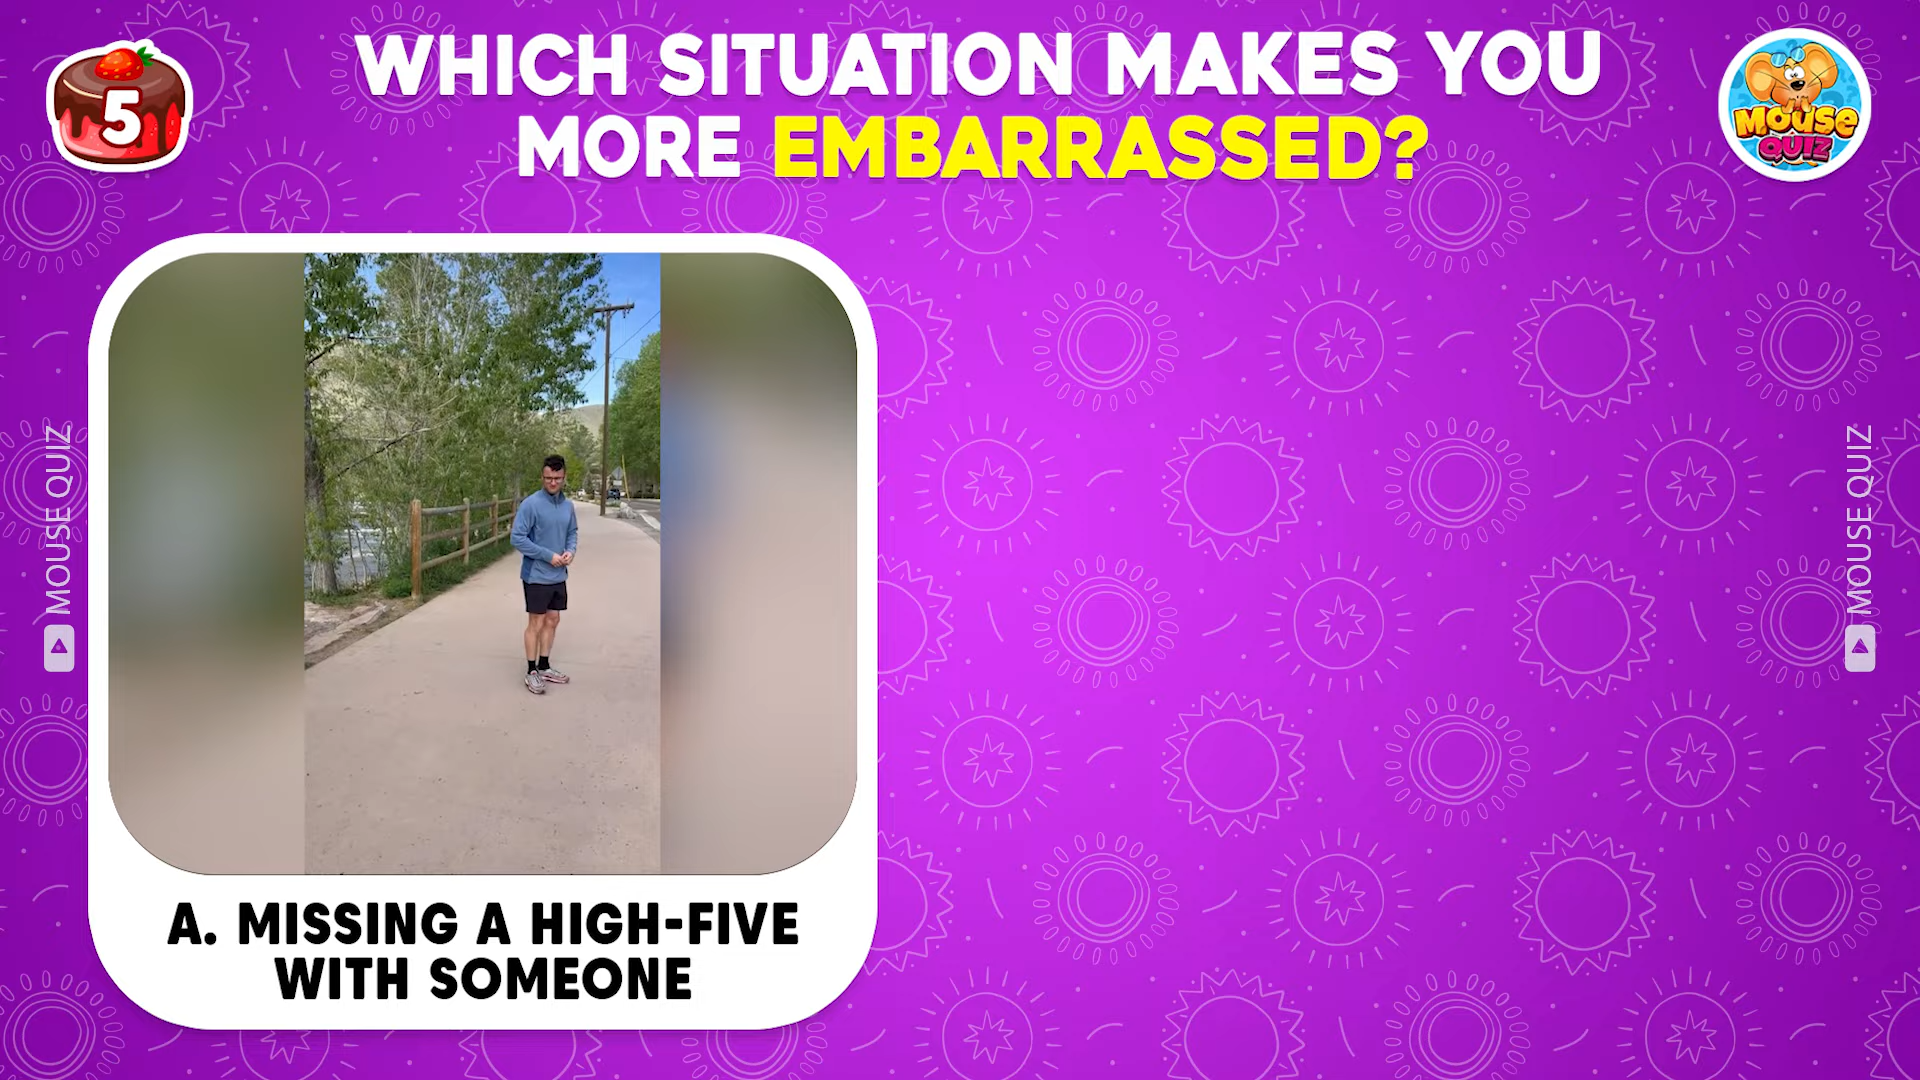 5
WHICH SITUATION MAKES YOU
MORE EMBARRASSED?
MOUSE
QUIZ
MOUSE QUIZ
MOUSE QUIZ
A. MISSING A HIGH-FIVE
WITH SOMEONE